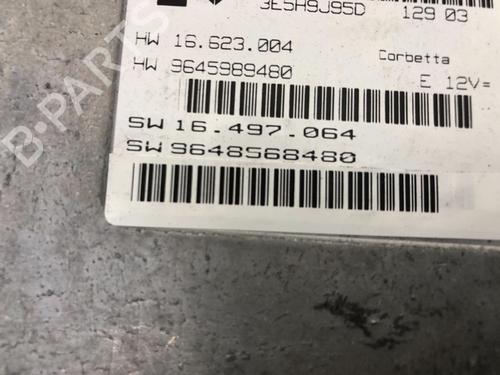 3E5H9J95D 129 03
HW 16.623.004 Corbetta
HW 9645989480 E 12V=
SW 16.497.064
SW 9648568480
B-PARTS